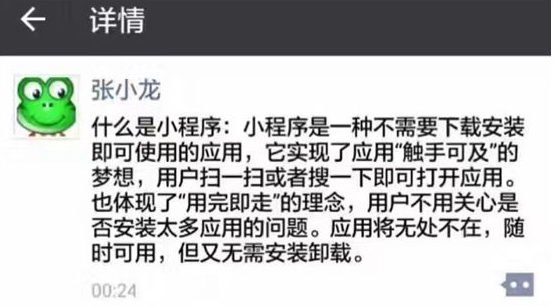 详情
张小龙
什么是小程序：小程序是一种不需要下载安装
即可使用的应用，它实现了应用“触手可及”的
梦想，用户扫一扫或者搜一下即可打开应用。
也体现了“用完即走”的理念，用户不用关心是
否安装太多应用的问题。应用将无处不在，随
时可用，但又无需安装卸载。
00:24